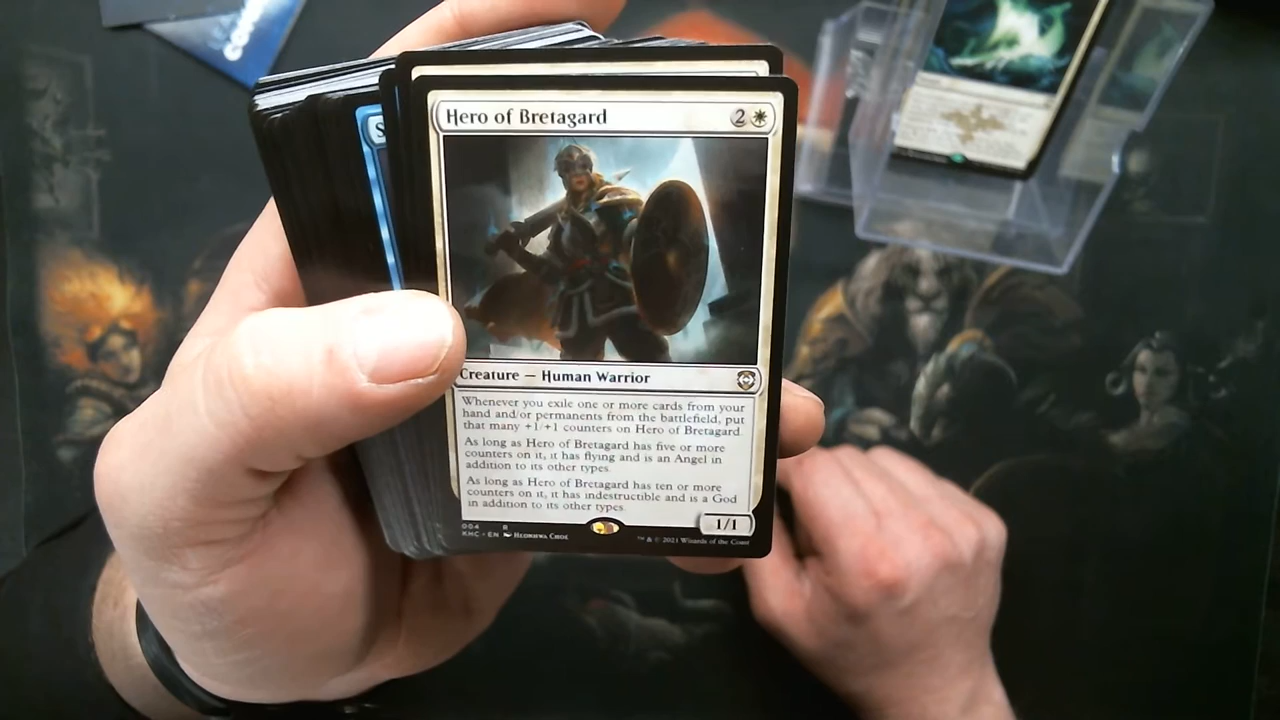 Hero of Bretagard 2
Creature — Human Warrior
Whenever you exile one or more cards from your
hand and/or permanents from the battlefield, put
that many +1/+1 counters on Hero of Bretagard.
As long as Hero of Bretagard has five or more
counters on it, it has flying and is an Angel in
addition to its other types.
As long as Hero of Bretagard has ten or more
counters on it, it has indestructible and is a God
in addition to its other types.
1/1
004 R
KHC • EN Heonhwa Choe
™ & © 2021 Wizards of the Coast
S